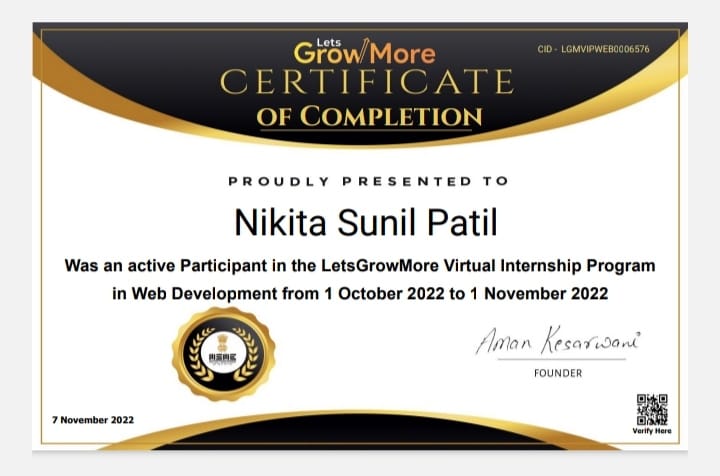 Lets
GrowMore
CID - LGMVIPWEB0006576
CERTIFICATE
OF COMPLETION
PROUDLY PRESENTED TO
Nikita Sunil Patil
Was an active Participant in the LetsGrowMore Virtual Internship Program
in Web Development from 1 October 2022 to 1 November 2022
Aman Kesarwani
FOUNDER
MSME
7 November 2022
Verify Here